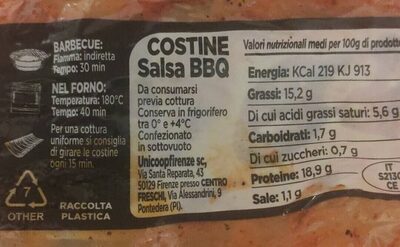 BARBECUE:
Fiamma: indiretta
Tempo: 30 min
NEL FORNO:
Temperatura: 180°C
Tempo: 40 min
Per una cottura
uniforme si consiglia
di girare le costine
ogni 15 min.
7
OTHER
RACCOLTA
PLASTICA
COSTINE
Salsa BBQ
Da consumarsi
previa cottura
Conserva in frigorifero
tra 0° e +4°C
Confezionato
in sottovuoto
Unicoopfirenze sc,
Via Santa Reparata, 43
50129 Firenze presso CENTRO
FRESCHI, Via Alessandrini, 9
Pontedera (PI).
Valori nutrizionali medi per 100g di prodotto
Energia: KCal 219 KJ 913
Grassi: 15,2 g
Di cui acidi grassi saturi: 5,6 g
Carboidrati: 1,7 g
Di cui zuccheri: 0,7 g
Proteine: 18,9 g
Sale: 1,1 g
IT
S213C
CE